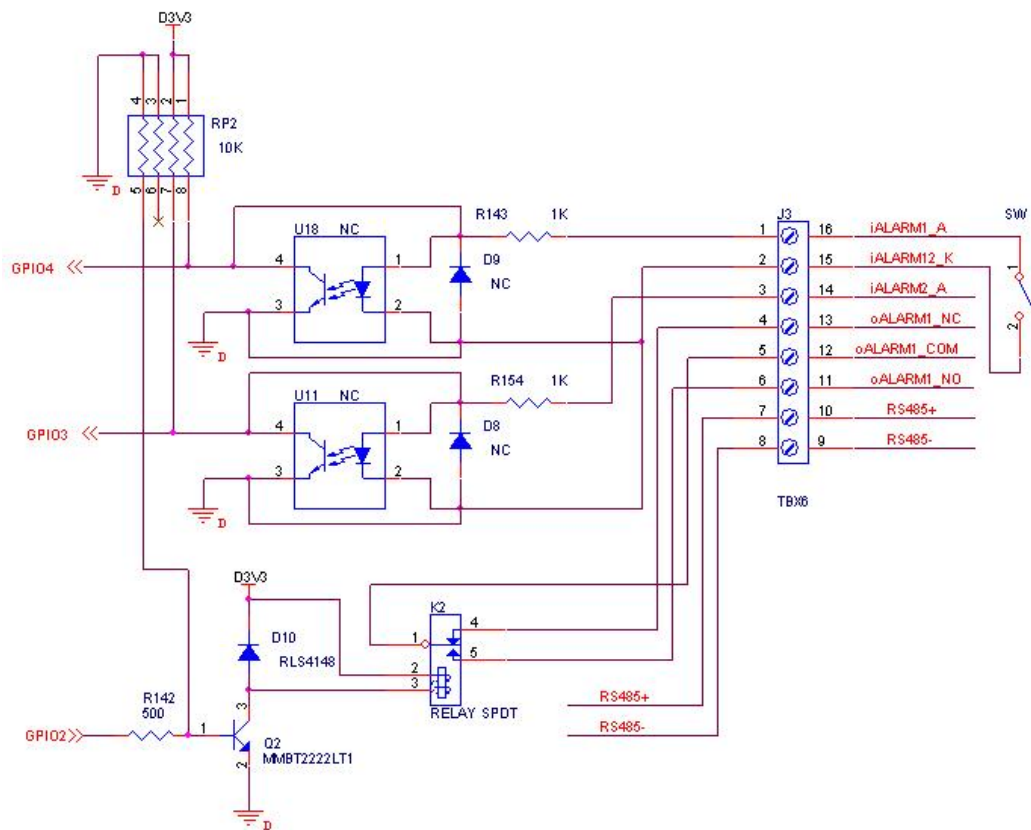 D3V3
4
3
2
1
RP2
10K
D
5
6
7
8
R143
1K
J3
SW
U18
NC
1
16
iALARM1_A
GPIO4
4
1
D9
2
15
iALARM12_K
1
NC
3
2
3
14
iALARM2_A
D
4
13
oALARM1_NC
2
5
12
oALARM1_COM
R154
1K
6
11
oALARM1_NO
U11
NC
7
10
RS485+
GPIO3
4
1
D8
8
9
RS485-
NC
3
2
TBX6
D
D3V3
K2
D10
RLS4148
1
4
5
2
3
R142
500
3
RELAY SPDT
RS485+
GPIO2
1
RS485-
Q2
MMBT2222LT1
2
D